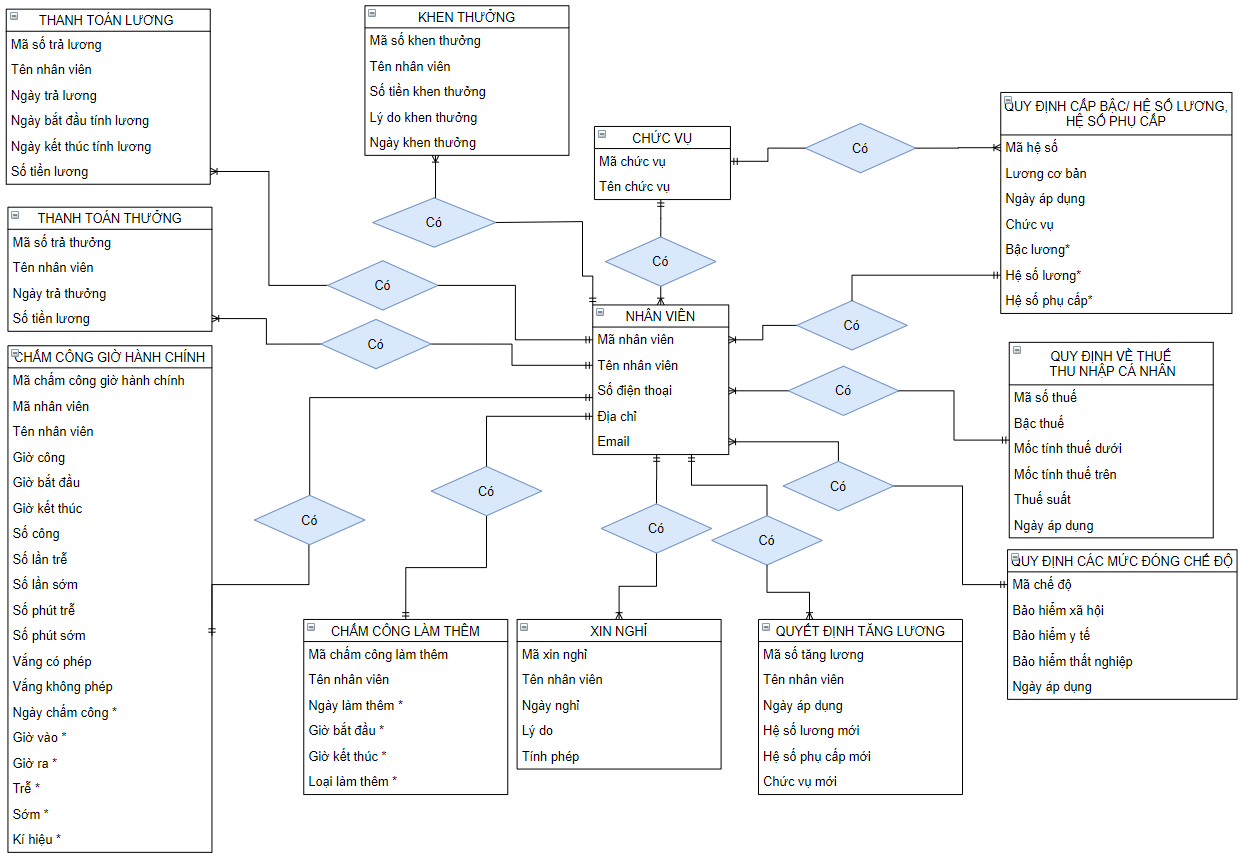 THANH TOÁN LƯƠNG
Mã số trả lương
Tên nhân viên
Ngày trả lương
Ngày bắt đầu tính lương
Ngày kết thúc tính lương
Số tiền lương
KHEN THƯỞNG
Mã số khen thưởng
Tên nhân viên
Số tiền khen thưởng
Lý do khen thưởng
Ngày khen thưởng
CHỨC VỤ
Mã chức vụ
Tên chức vụ
Có
QUY ĐỊNH CẤP BẬC/ HỆ SỐ LƯƠNG,
HỆ SỐ PHỤ CẤP
Mã hệ số
Lương cơ bản
Ngày áp dụng
Chức vụ
Bậc lương*
Hệ số lương*
Hệ số phụ cấp*
THANH TOÁN THƯỞNG
Mã số trả thưởng
Tên nhân viên
Ngày trả thưởng
Số tiền lương
Có
Có
Có
Có
Có
NHÂN VIÊN
Mã nhân viên
Tên nhân viên
Số điện thoại
Địa chỉ
Email
CHẤM CÔNG GIỜ HÀNH CHÍNH
Mã chấm công giờ hành chính
Mã nhân viên
Tên nhân viên
Giờ công
Giờ bắt đầu
Giờ kết thúc
Số công
Số lần trễ
Số lần sớm
Số phút trễ
Số phút sớm
Vắng có phép
Vắng không phép
Ngày chấm công *
Giờ vào *
Giờ ra *
Trễ *
Sớm *
Kí hiệu *
QUY ĐỊNH VỀ THUẾ
THU NHẬP CÁ NHÂN
Mã số thuế
Bậc thuế
Mốc tính thuế dưới
Mốc tính thuế trên
Thuế suất
Ngày áp dụng
Có
Có
Có
Có
Có
Có
QUY ĐỊNH CÁC MỨC ĐÓNG CHẾ ĐỘ
Mã chế độ
Bảo hiểm xã hội
Bảo hiểm y tế
Bảo hiểm thất nghiệp
Ngày áp dụng
CHẤM CÔNG LÀM THÊM
Mã chấm công làm thêm
Tên nhân viên
Ngày làm thêm *
Giờ bắt đầu *
Giờ kết thúc *
Loại làm thêm *
XIN NGHỈ
Mã xin nghỉ
Tên nhân viên
Ngày nghỉ
Lý do
Tính phép
QUYẾT ĐỊNH TĂNG LƯƠNG
Mã số tăng lương
Tên nhân viên
Ngày áp dụng
Hệ số lương mới
Hệ số phụ cấp mới
Chức vụ mới